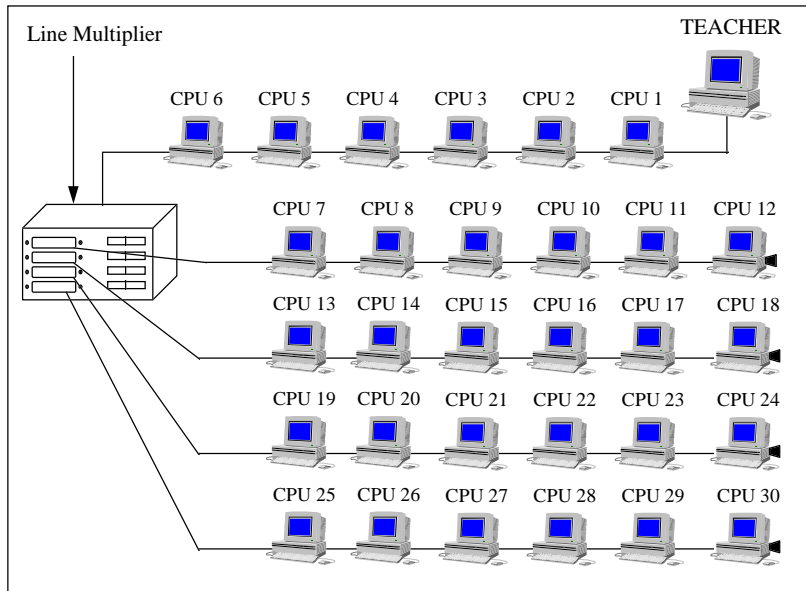 TEACHER
Line Multiplier
CPU 6 CPU 5 CPU 4 CPU 3 CPU 2 CPU 1
CPU 7 CPU 8 CPU 9 CPU 10 CPU 11 CPU 12
CPU 13 CPU 14 CPU 15 CPU 16 CPU 17 CPU 18
CPU 19 CPU 20 CPU 21 CPU 22 CPU 23 CPU 24
CPU 25 CPU 26 CPU 27 CPU 28 CPU 29 CPU 30